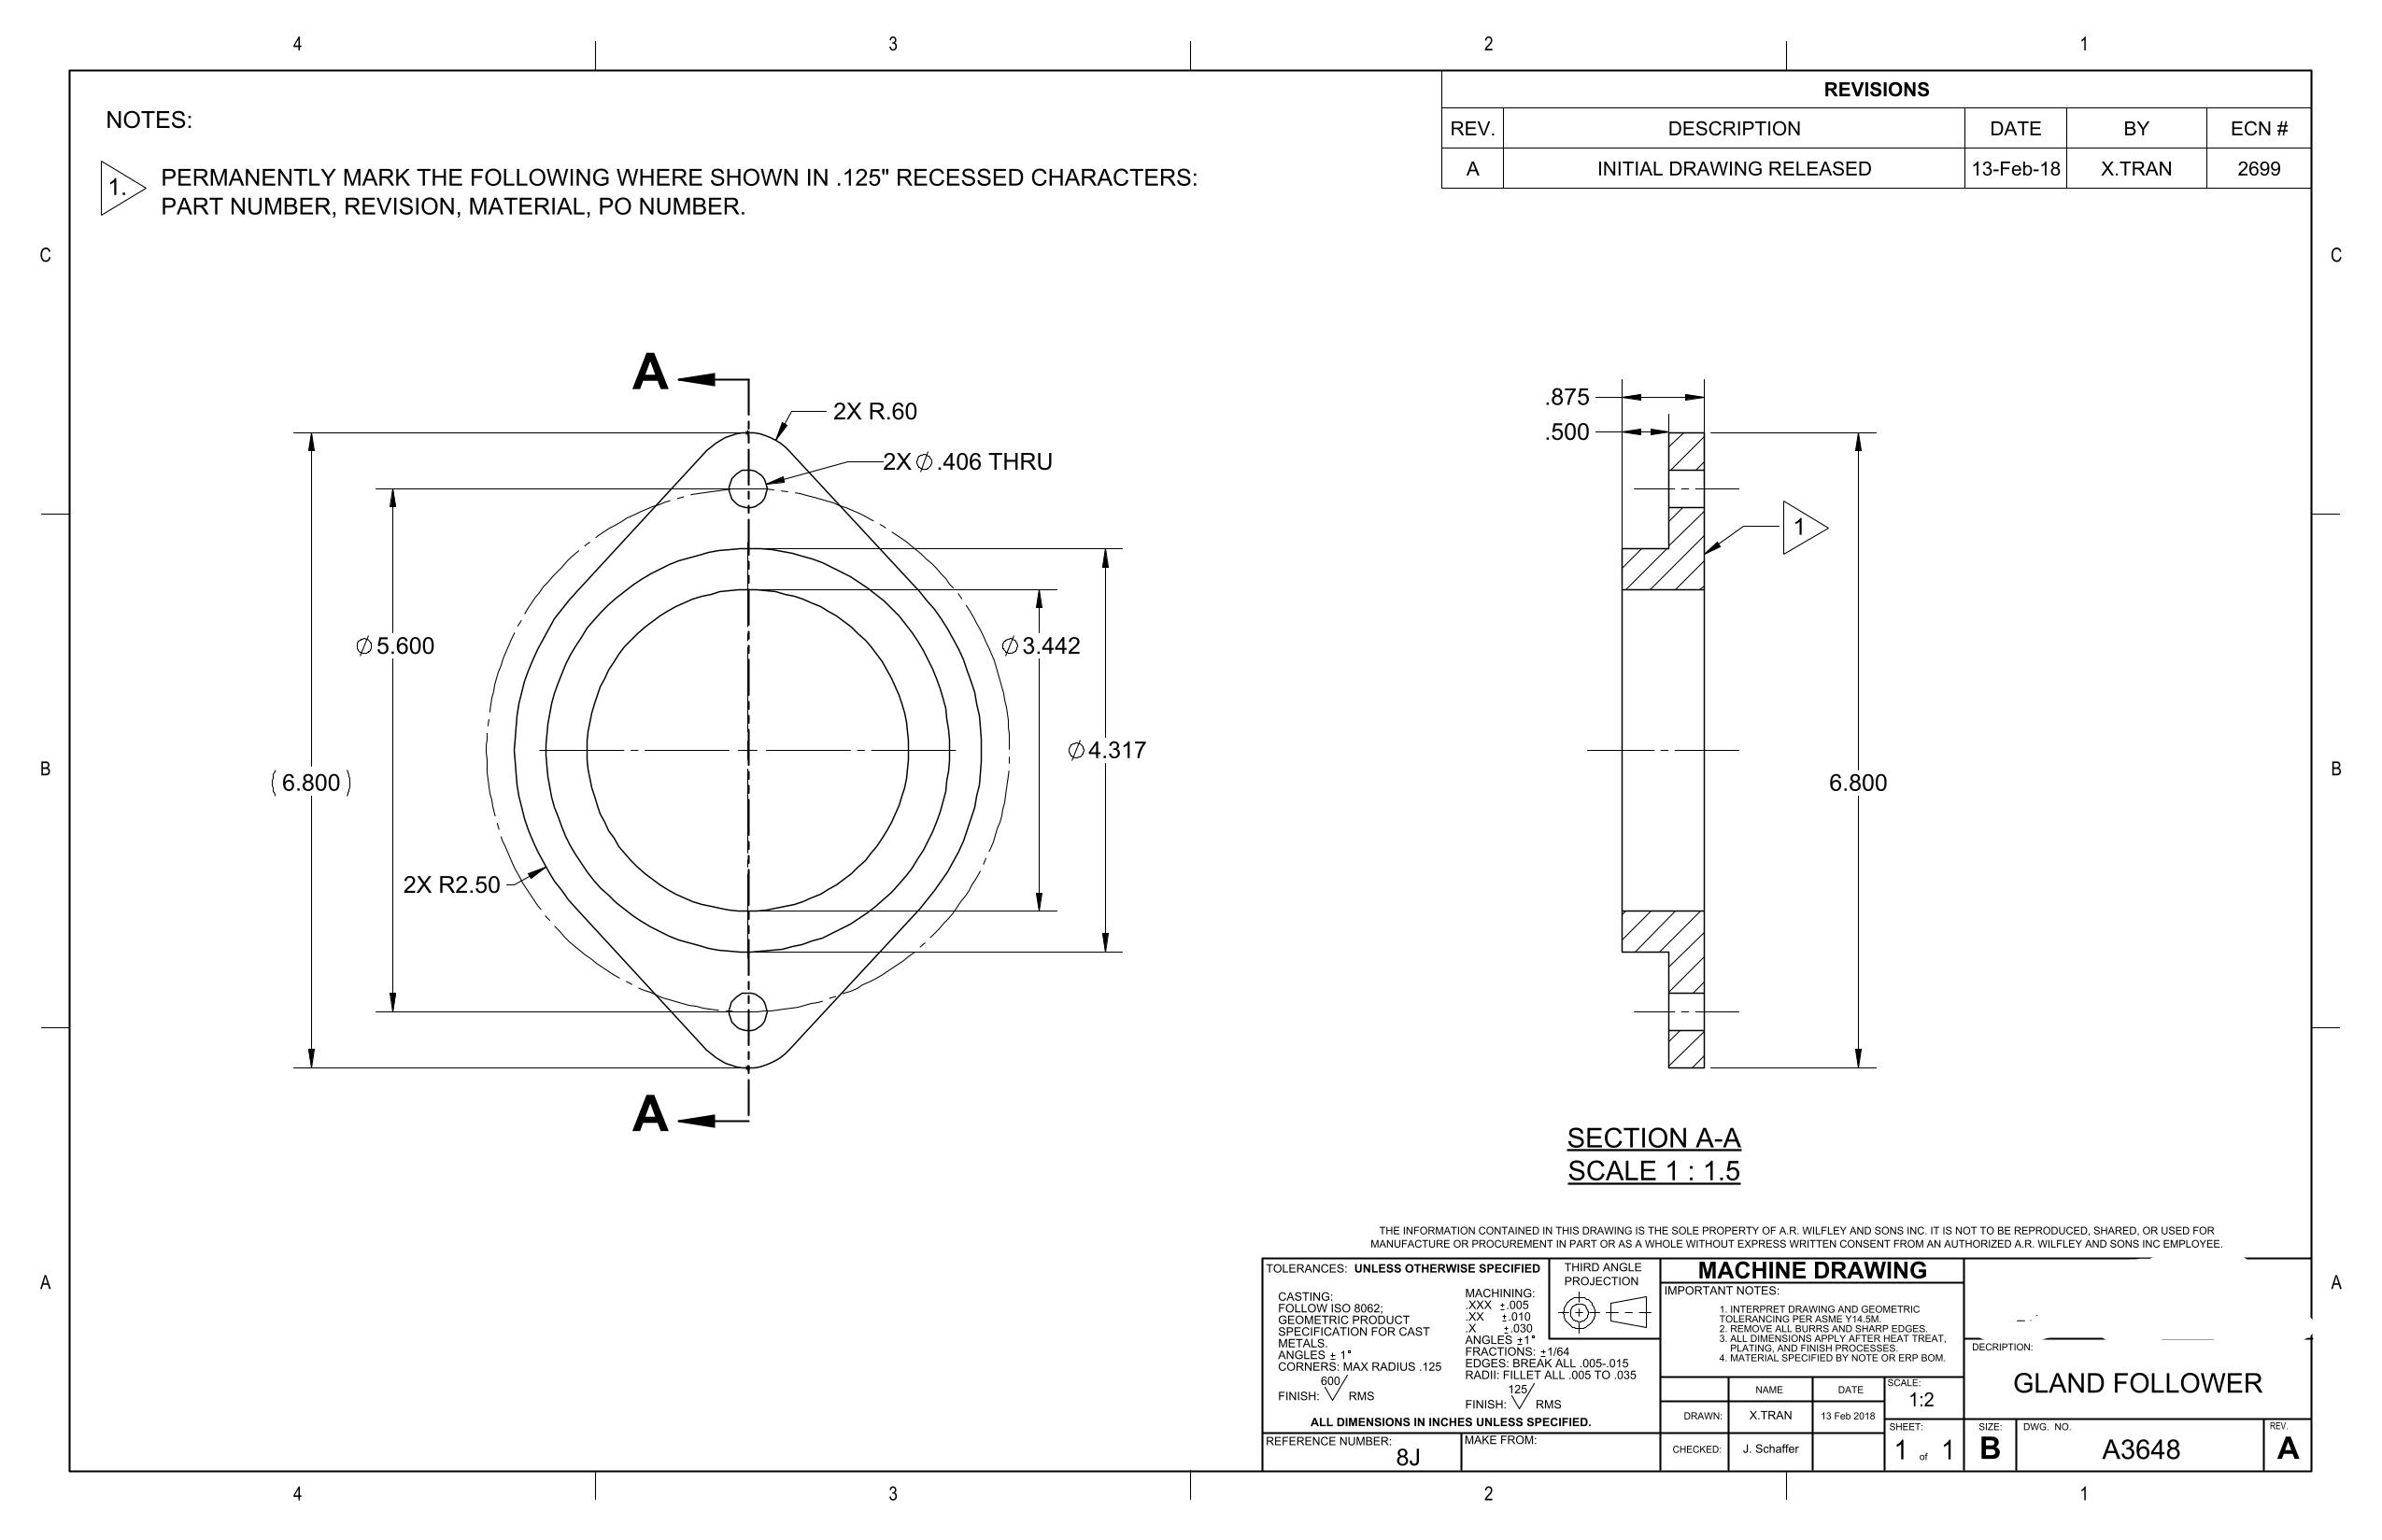 4
3
2
1
REVISIONS
REV. DESCRIPTION DATE BY ECN #
A INITIAL DRAWING RELEASED 13-Feb-18 X.TRAN 2699
NOTES:
1. PERMANENTLY MARK THE FOLLOWING WHERE SHOWN IN .125" RECESSED CHARACTERS:
PART NUMBER, REVISION, MATERIAL, PO NUMBER.
C
C
A
2X R.60
2X ⌀ .406 THRU
⌀ 5.600
⌀ 3.442
⌀ 4.317
( 6.800 )
2X R2.50
A
.875
.500
1
6.800
SECTION A-A
SCALE 1 : 1.5
B
B
A
A
THE INFORMATION CONTAINED IN THIS DRAWING IS THE SOLE PROPERTY OF A.R. WILFLEY AND SONS INC. IT IS NOT TO BE REPRODUCED, SHARED, OR USED FOR
MANUFACTURE OR PROCUREMENT IN PART OR AS A WHOLE WITHOUT EXPRESS WRITTEN CONSENT FROM AN AUTHORIZED A.R. WILFLEY AND SONS INC EMPLOYEE.
TOLERANCES: UNLESS OTHERWISE SPECIFIED
CASTING:
FOLLOW ISO 8062;
GEOMETRIC PRODUCT
SPECIFICATION FOR CAST
METALS.
ANGLES ± 1°
CORNERS: MAX RADIUS .125
600
FINISH: RMS
MACHINING:
.XXX ±.005
.XX ±.010
.X ±.030
ANGLES ±1°
FRACTIONS: ±1/64
EDGES: BREAK ALL .005-.015
RADII: FILLET ALL .005 TO .035
125
FINISH: RMS
ALL DIMENSIONS IN INCHES UNLESS SPECIFIED.
REFERENCE NUMBER:
8J
MAKE FROM:
THIRD ANGLE
PROJECTION
MACHINE DRAWING
IMPORTANT NOTES:
1. INTERPRET DRAWING AND GEOMETRIC
TOLERANCING PER ASME Y14.5M.
2. REMOVE ALL BURRS AND SHARP EDGES.
3. ALL DIMENSIONS APPLY AFTER HEAT TREAT,
PLATING, AND FINISH PROCESSES.
4. MATERIAL SPECIFIED BY NOTE OR ERP BOM.
NAME DATE
DRAWN: X.TRAN 13 Feb 2018
CHECKED: J. Schaffer
SCALE:
1:2
SHEET:
1 of 1
DECRIPTION:
GLAND FOLLOWER
SIZE:
B
DWG. NO.
A3648
REV.
A
4
3
2
1